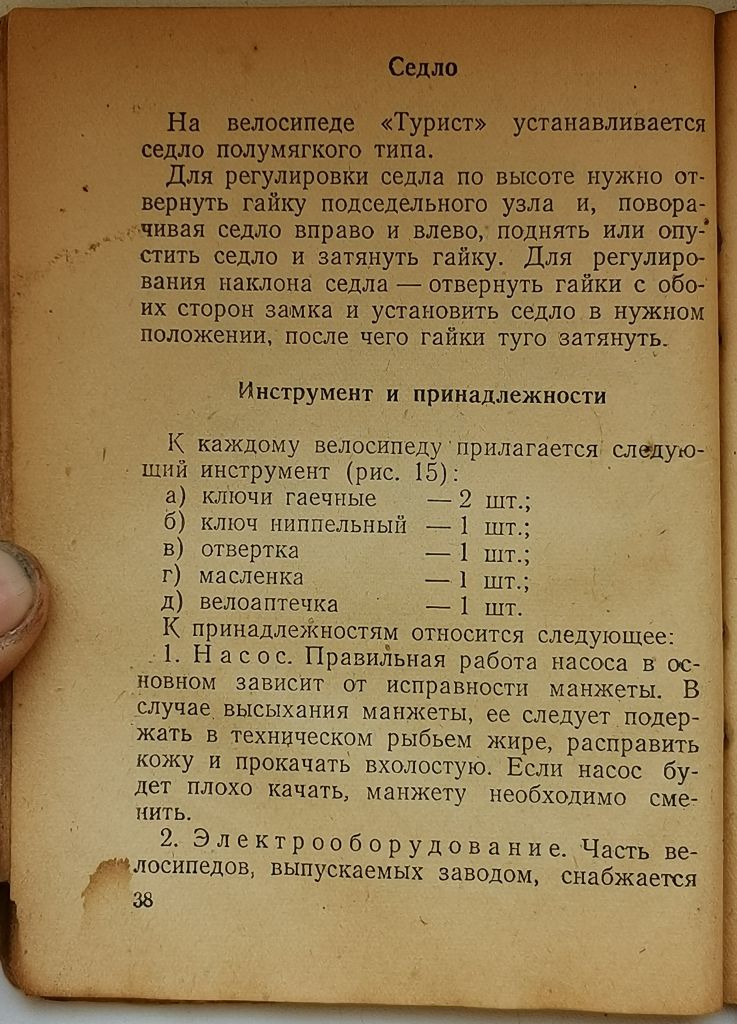 Седло
На велосипеде «Турист» устанавливается
седло полумягкого типа.
Для регулировки седла по высоте нужно от-
вернуть гайку подседельного узла и, повора-
чивая седло вправо и влево, поднять или опу-
стить седло и затянуть гайку. Для регулиро-
вания наклона седла — отвернуть гайки с обо-
их сторон замка и установить седло в нужном
положении, после чего гайки туго затянуть.
Инструмент и принадлежности
К каждому велосипеду прилагается следую-
щий инструмент (рис. 15):
а) ключи гаечные — 2 шт.;
б) ключ ниппельный — 1 шт.;
в) отвертка — 1 шт.;
г) масленка — 1 шт.;
д) велоаптечка — 1 шт.
К принадлежностям относится следующее:
1. Насос. Правильная работа насоса в ос-
новном зависит от исправности манжеты. В
случае высыхания манжеты, ее следует подер-
жать в техническом рыбьем жире, расправить
кожу и прокачать вхолостую. Если насос бу-
дет плохо качать, манжету необходимо сме-
нить.
2. Электрооборудование. Часть ве-
лосипедов, выпускаемых заводом, снабжается
38